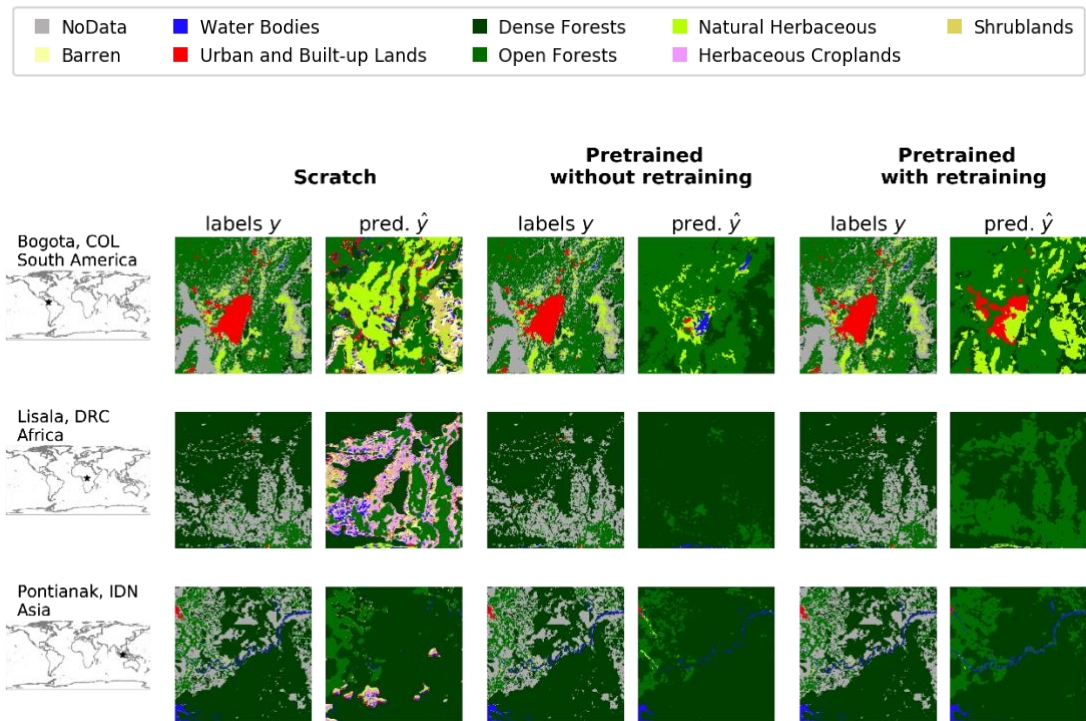 NoData
Water Bodies
Dense Forests
Natural Herbaceous
Shrublands
Barren
Urban and Built-up Lands
Open Forests
Herbaceous Croplands
Scratch
Pretrained
without retraining
Pretrained
with retraining
labels y
pred. ŷ
labels y
pred. ŷ
labels y
pred. ŷ
Bogota, COL
South America
Lisala, DRC
Africa
Pontianak, IDN
Asia